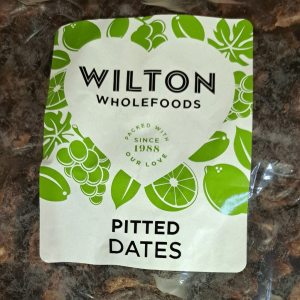 WILTON
WHOLEFOODS
PACKED WITH
SINCE
1988
OUR LOVE
PITTED
DATES